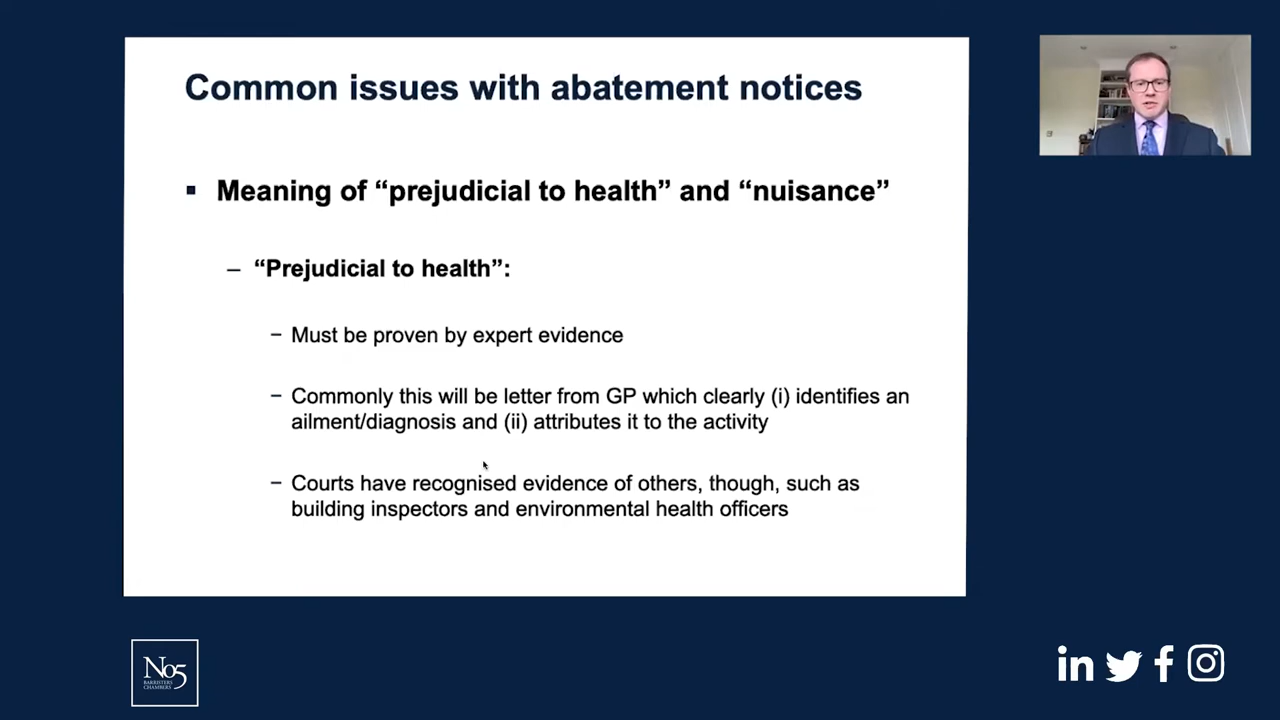 Common issues with abatement notices
▪ Meaning of “prejudicial to health” and “nuisance”
– “Prejudicial to health”:
− Must be proven by expert evidence
− Commonly this will be letter from GP which clearly (i) identifies an
ailment/diagnosis and (ii) attributes it to the activity
− Courts have recognised evidence of others, though, such as
building inspectors and environmental health officers
No5
BARRISTERS
CHAMBERS
in
f